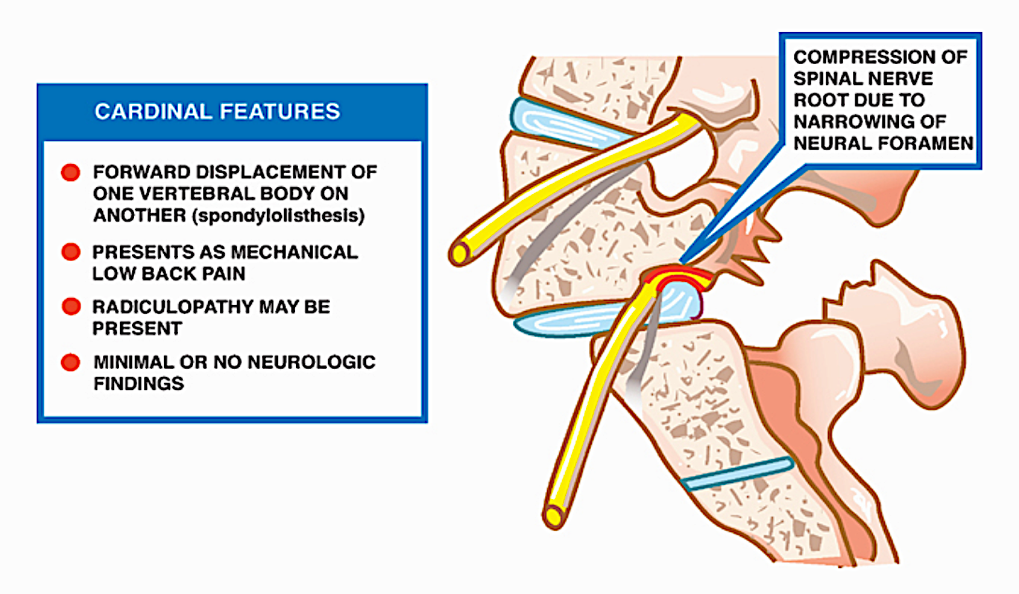 CARDINAL FEATURES
FORWARD DISPLACEMENT OF
ONE VERTEBRAL BODY ON
ANOTHER (spondylolisthesis)
PRESENTS AS MECHANICAL
LOW BACK PAIN
RADICULOPATHY MAY BE
PRESENT
MINIMAL OR NO NEUROLOGIC
FINDINGS
COMPRESSION OF
SPINAL NERVE
ROOT DUE TO
NARROWING OF
NEURAL FORAMEN